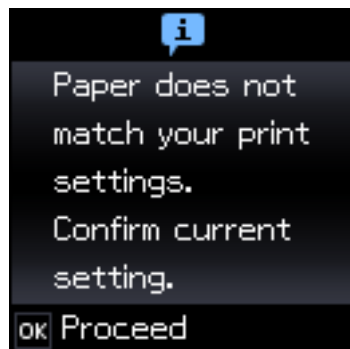 i
Paper does not
match your print
settings.
Confirm current
setting.
OK Proceed